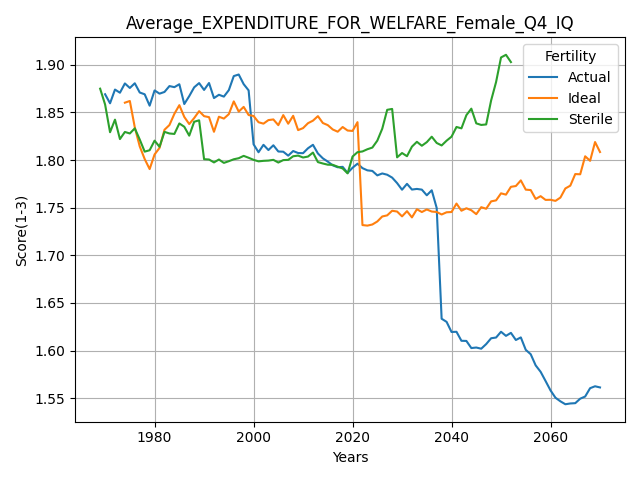 Average_EXPENDITURE_FOR_WELFARE_Female_Q4_IQ
Score(1-3)
1.90
1.85
1.80
1.75
1.70
1.65
1.60
1.55
Fertility
Actual
Ideal
Sterile
1980
2000
2020
2040
2060
Years